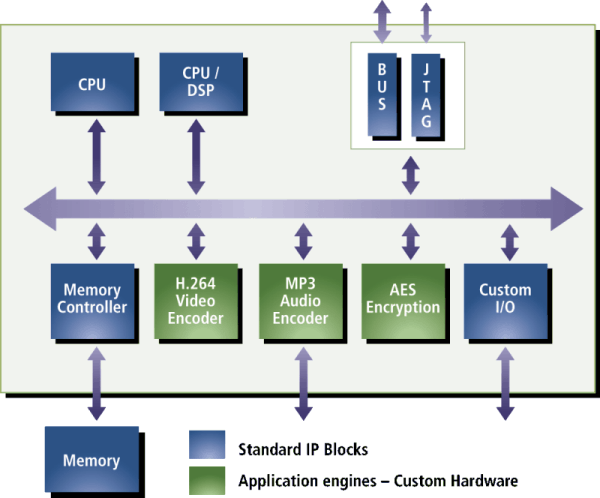 CPU
CPU /
DSP
B
U
S
J
T
A
G
Memory
Controller
H.264
Video
Encoder
MP3
Audio
Encoder
AES
Encryption
Custom
I/O
Memory
Standard IP Blocks
Application engines – Custom Hardware